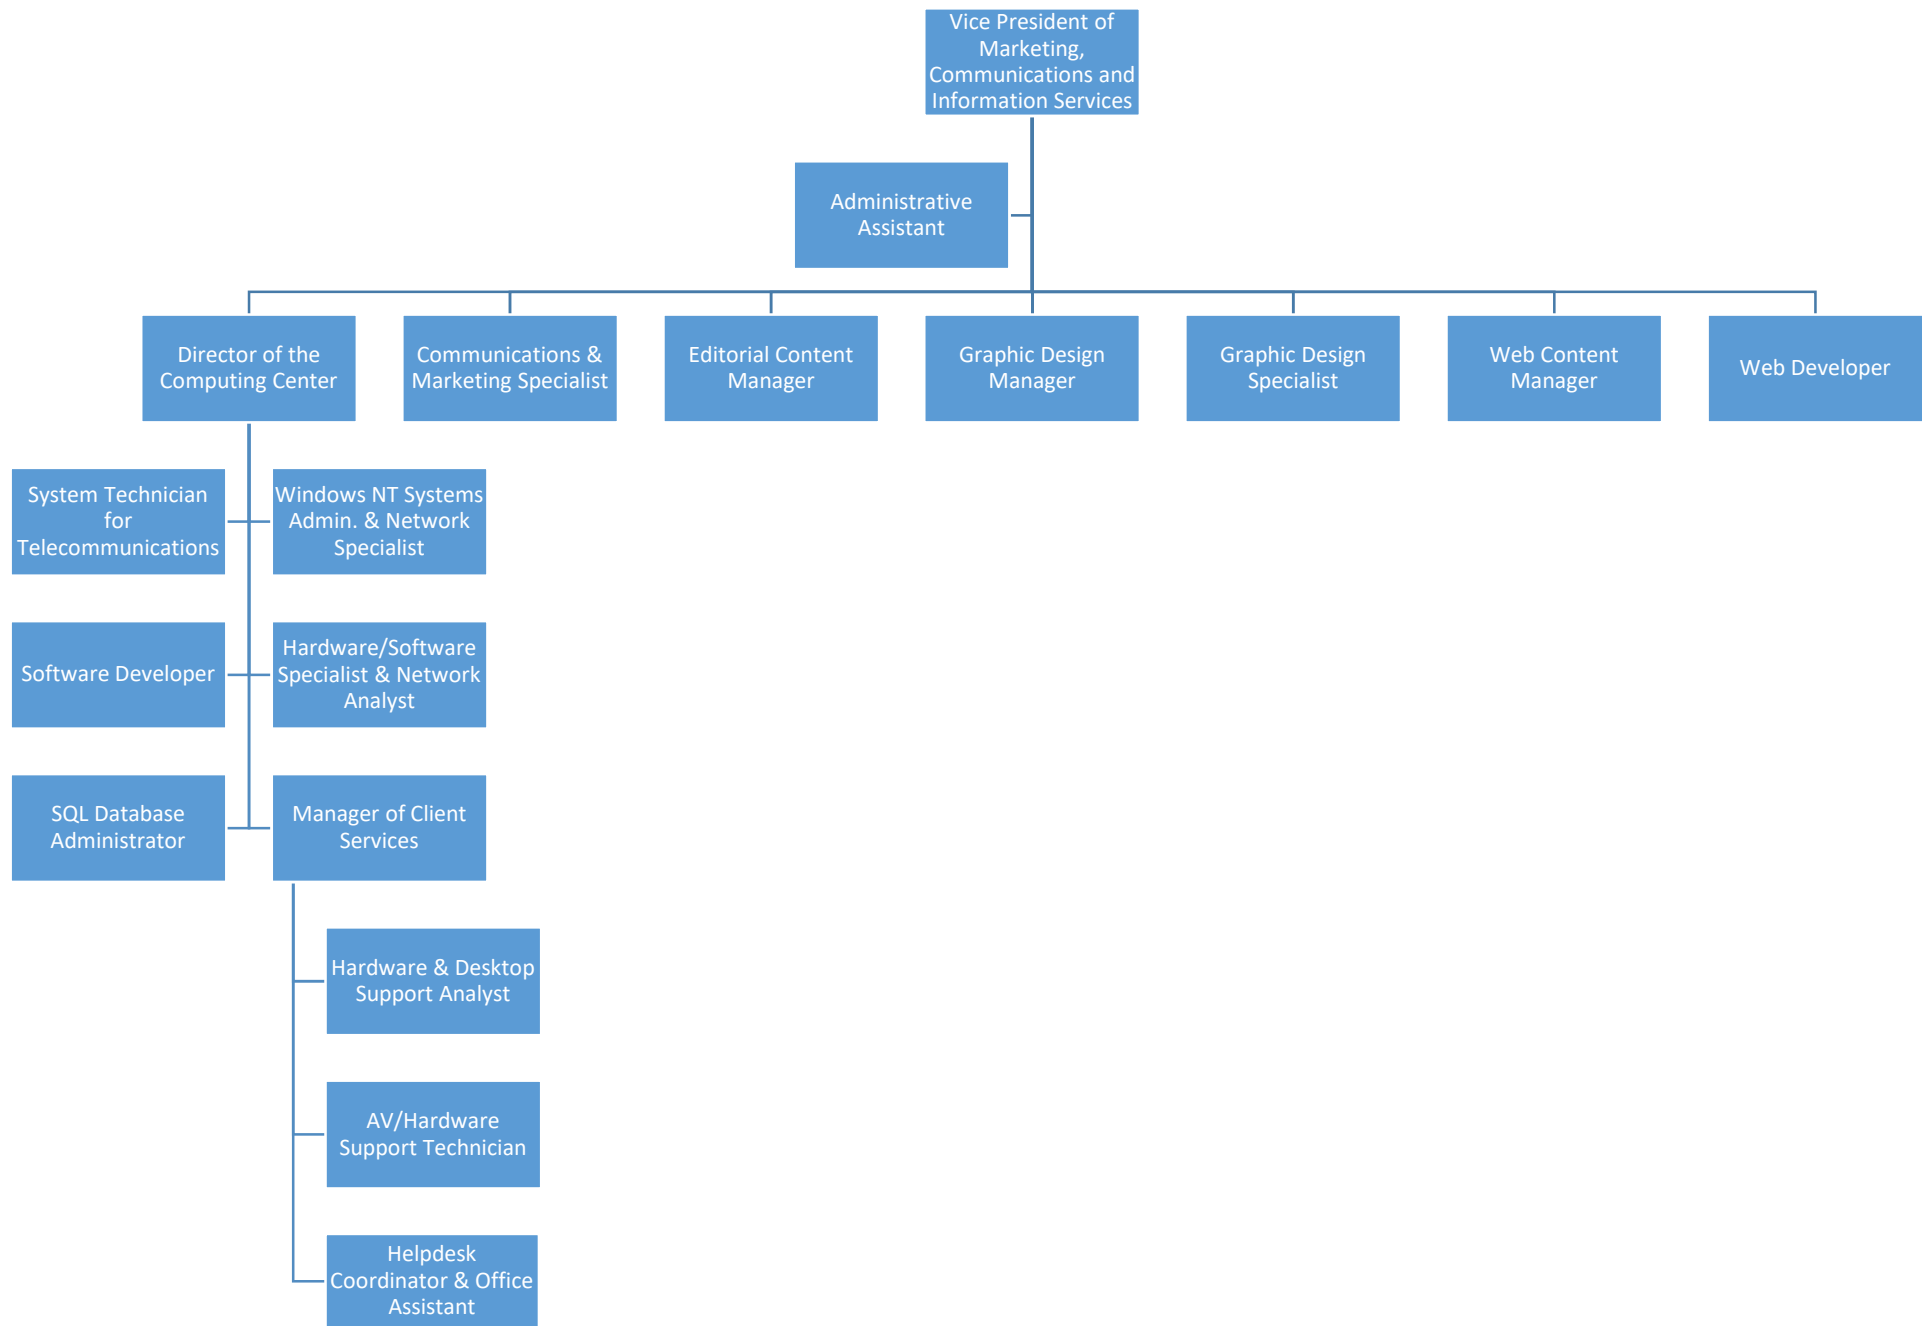 Vice President of
Marketing,
Communications and
Information Services
Administrative
Assistant
Director of the
Computing Center
Communications &
Marketing Specialist
Editorial Content
Manager
Graphic Design
Manager
Graphic Design
Specialist
Web Content
Manager
Web Developer
System Technician
for
Telecommunications
Windows NT Systems
Admin. & Network
Specialist
Software Developer
Hardware/Software
Specialist & Network
Analyst
SQL Database
Administrator
Manager of Client
Services
Hardware & Desktop
Support Analyst
AV/Hardware
Support Technician
Helpdesk
Coordinator & Office
Assistant